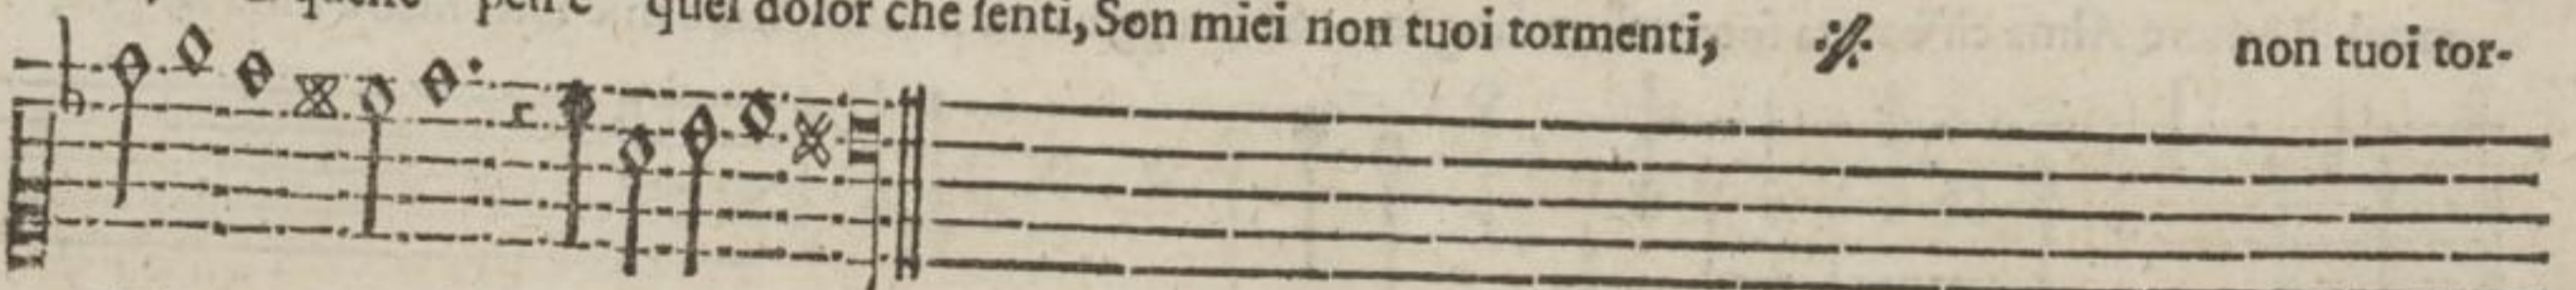 quel dolor che senti, Son miei non tuoi tormenti, non tuoi tor-